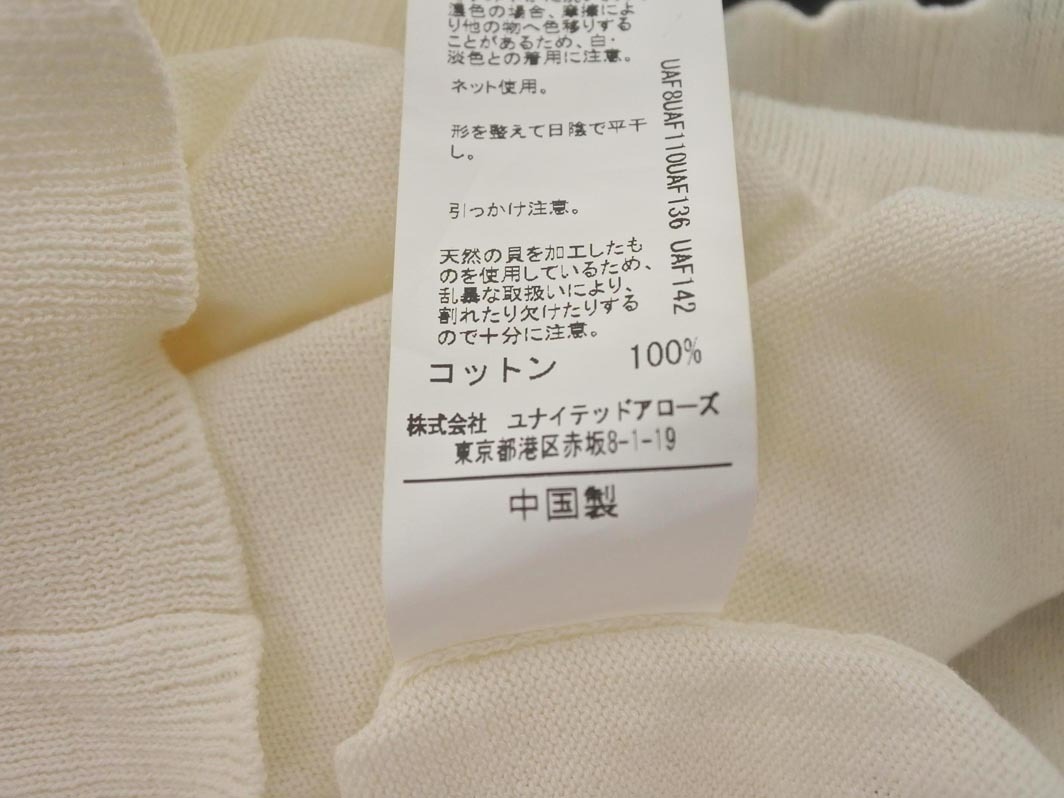 濃色の場合、摩擦によ
り他の物へ色移りする
ことがあるため、白・
淡色との着用に注意。
ネット使用。
形を整えて日陰で平干
し。
引っかけ注意。
天然の貝を加工したも
のを使用しているため、
乱暴な取扱いにより、
割れたり欠けたりする
ので十分に注意。
コットン 100%
株式会社 ユナイテッドアローズ
東京都港区赤坂8-1-19
中国製
UAF8UAF110UAF136 UAF142